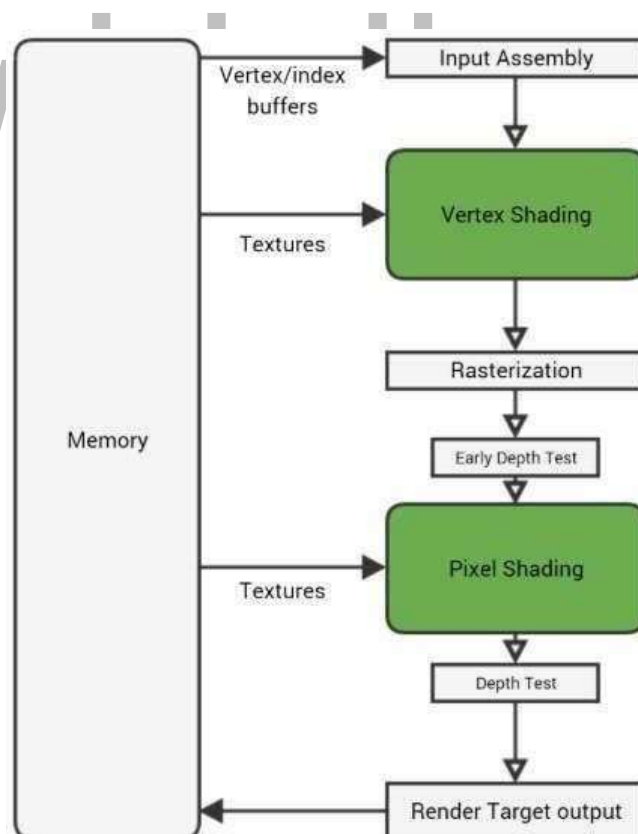 Input Assembly
Vertex/index
buffers
Vertex Shading
Textures
Rasterization
Memory
Early Depth Test
Pixel Shading
Textures
Depth Test
Render Target output